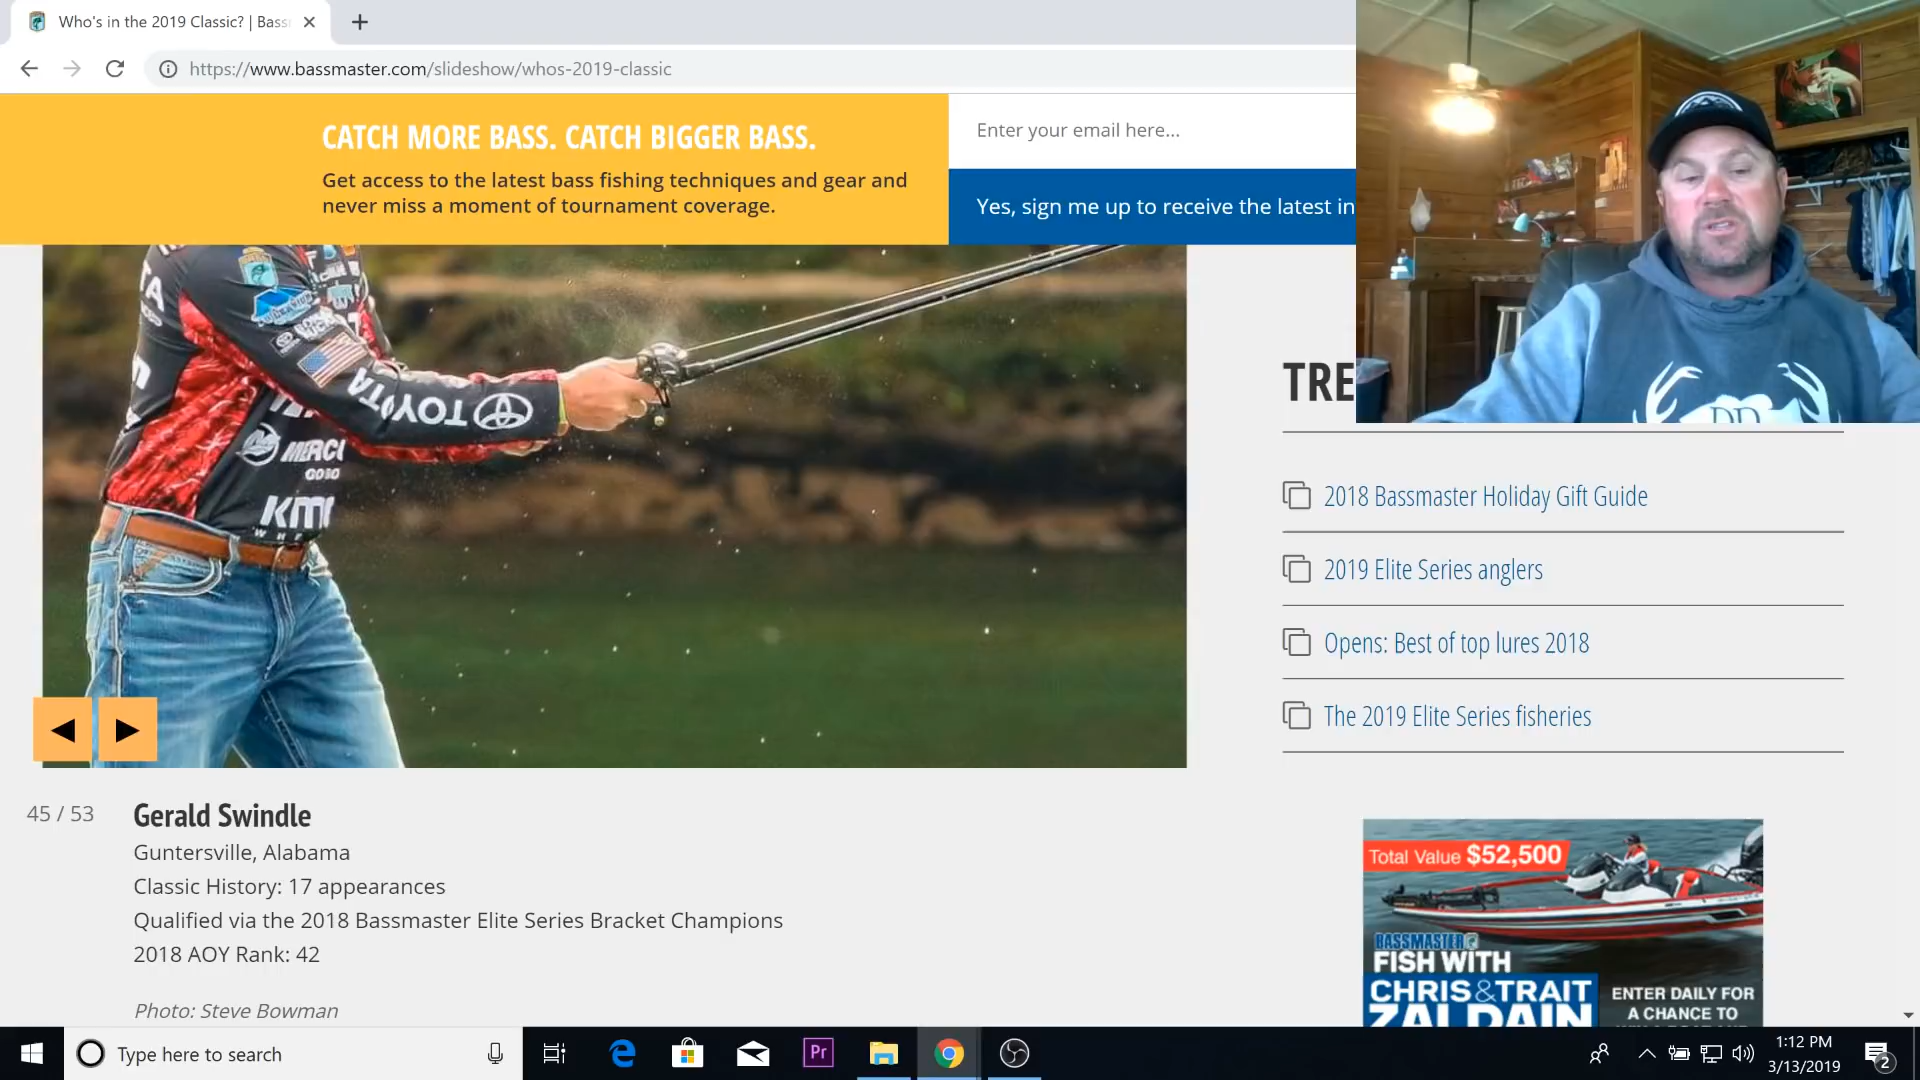 Who's in the 2019 Classic? | Bass
https://www.bassmaster.com/slideshow/whos-2019-classic
CATCH MORE BASS. CATCH BIGGER BASS.
Get access to the latest bass fishing techniques and gear and
never miss a moment of tournament coverage.
Enter your email here...
Yes, sign me up to receive the latest in
TOYOTA
MERC
KM
TRE
2018 Bassmaster Holiday Gift Guide
2019 Elite Series anglers
Opens: Best of top lures 2018
The 2019 Elite Series fisheries
45 / 53
Gerald Swindle
Guntersville, Alabama
Classic History: 17 appearances
Qualified via the 2018 Bassmaster Elite Series Bracket Champions
2018 AOY Rank: 42
Photo: Steve Bowman
Total Value $52,500
BASSMASTER
FISH WITH
CHRIS & TRAIT
ZALDAIN
ENTER DAILY FOR
A CHANCE TO
Type here to search
Pr
1:12 PM
3/13/2019
2